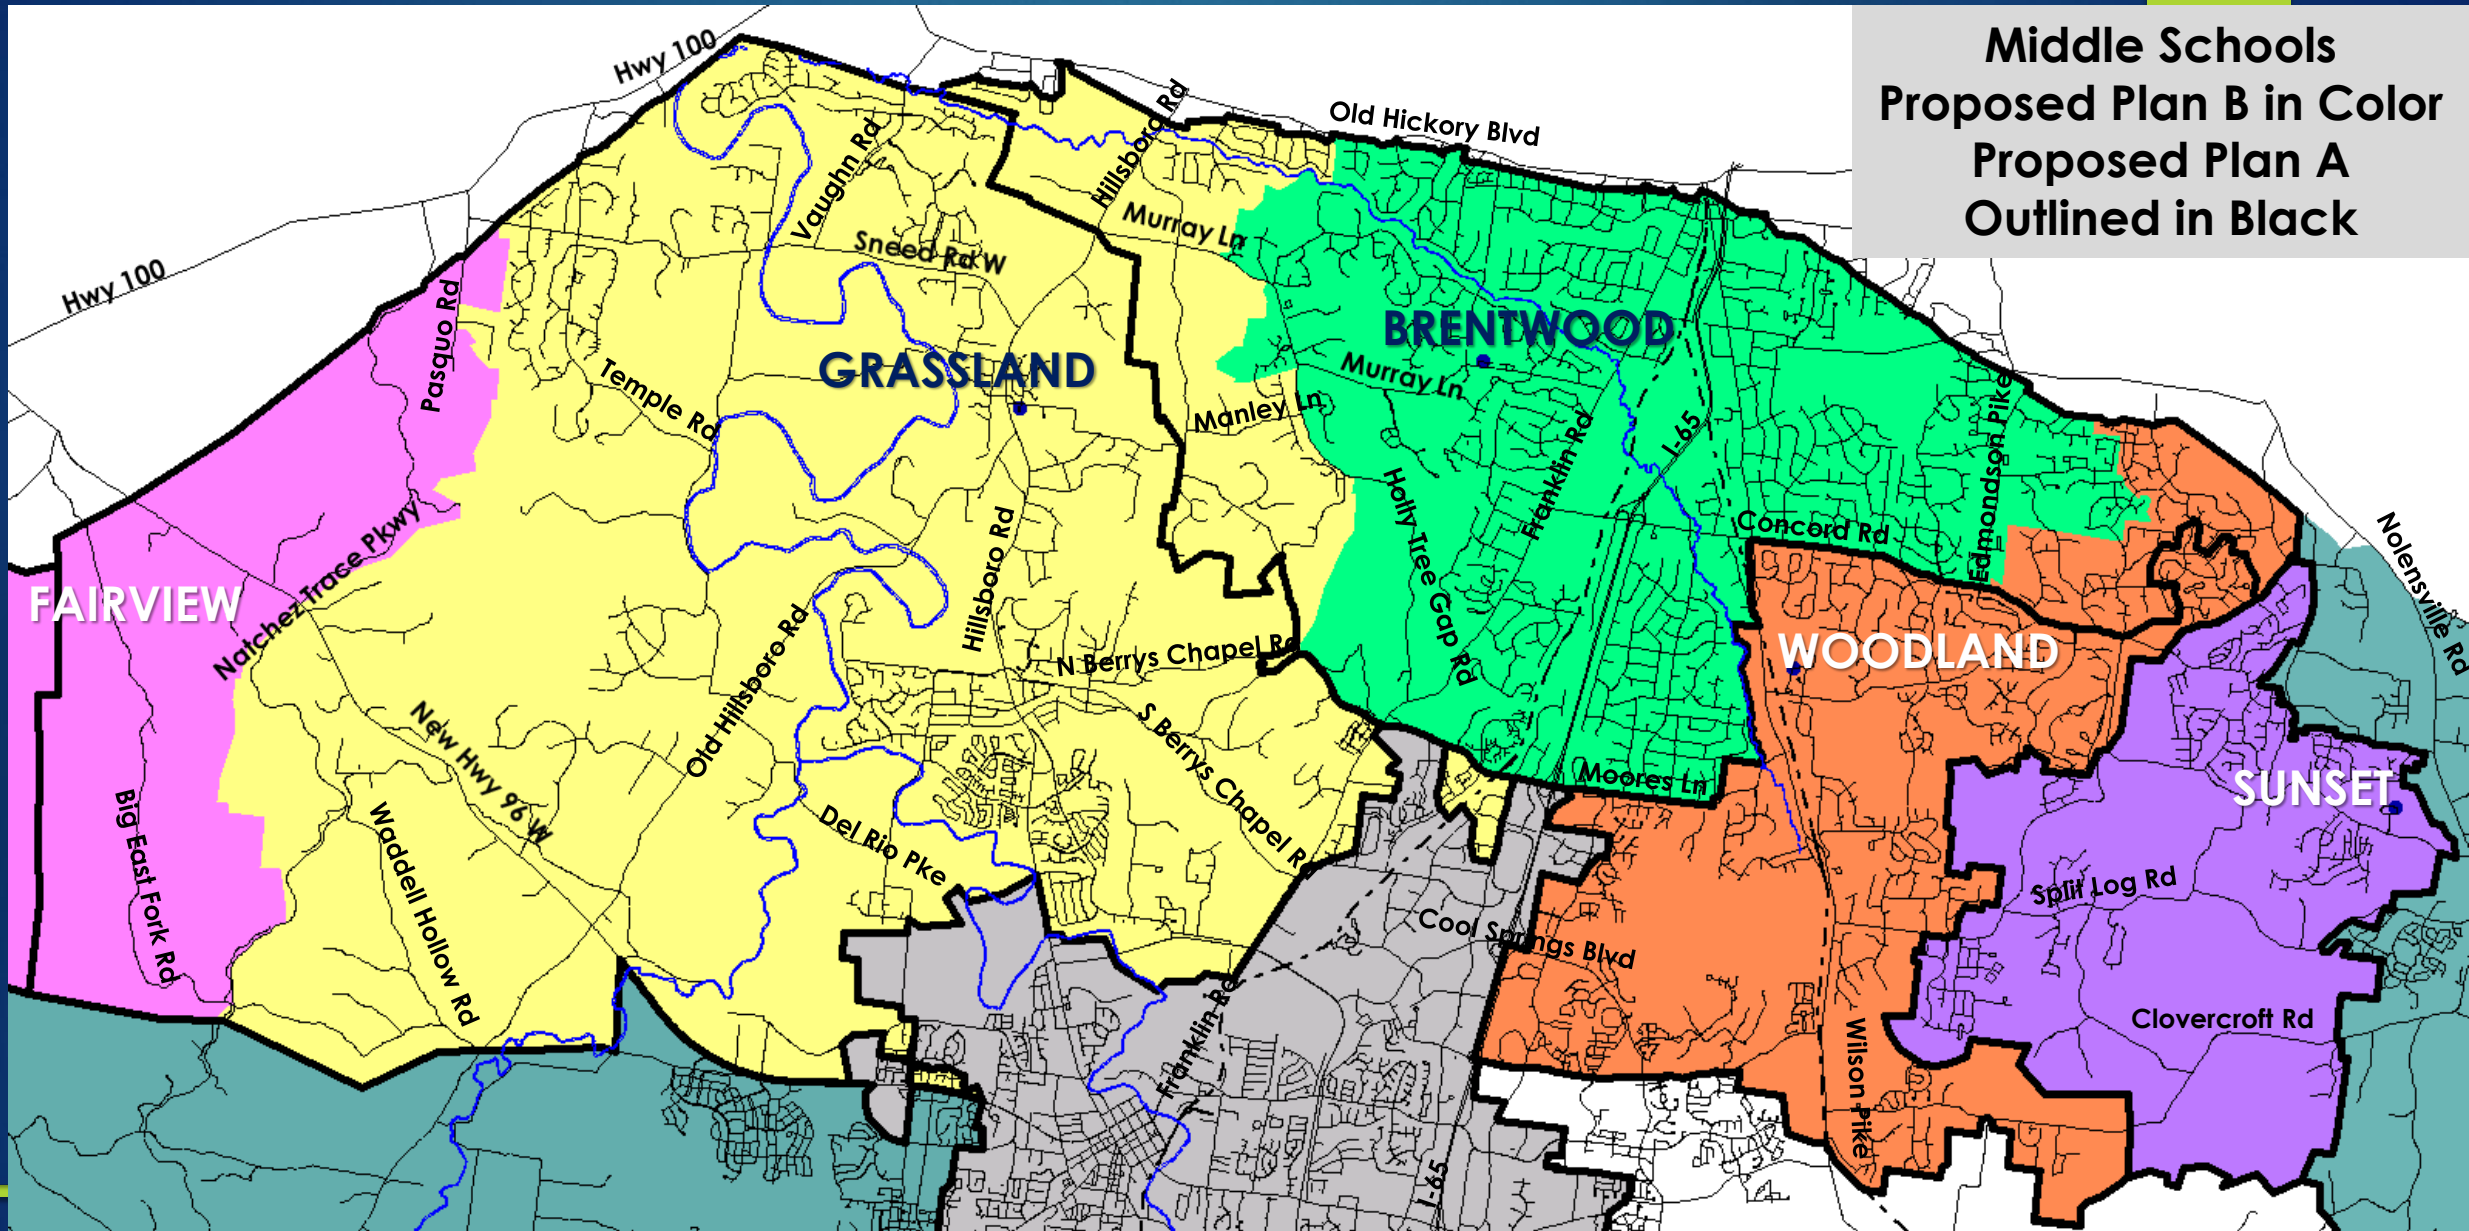 Middle Schools
Proposed Plan B in Color
Proposed Plan A
Outlined in Black
Hwy 100
Old Hickory Blvd
Hillsboro Rd
Vaughn Rd
Murray Ln
Sneed Rd W
Hwy 100
Pasquo Rd
BRENTWOOD
GRASSLAND
Murray Ln
Temple Rd
Manley Ln
Edmondson Pike
Franklin Rd
I-65
Holly Tree Gap Rd
Concord Rd
Nolensville Rd
Natchez Trace Pkwy
Hillsboro Rd
FAIRVIEW
Old Hillsboro Rd
N Berrys Chapel Rd
WOODLAND
New Hwy 96 W
S Berrys Chapel R
Moores Ln
SUNSET
Big East Fork Rd
Waddell Hollow Rd
Del Rio Pke
Split Log Rd
Cool Springs Blvd
Franklin Rd
Clovercroft Rd
Wilson Pike
I-65